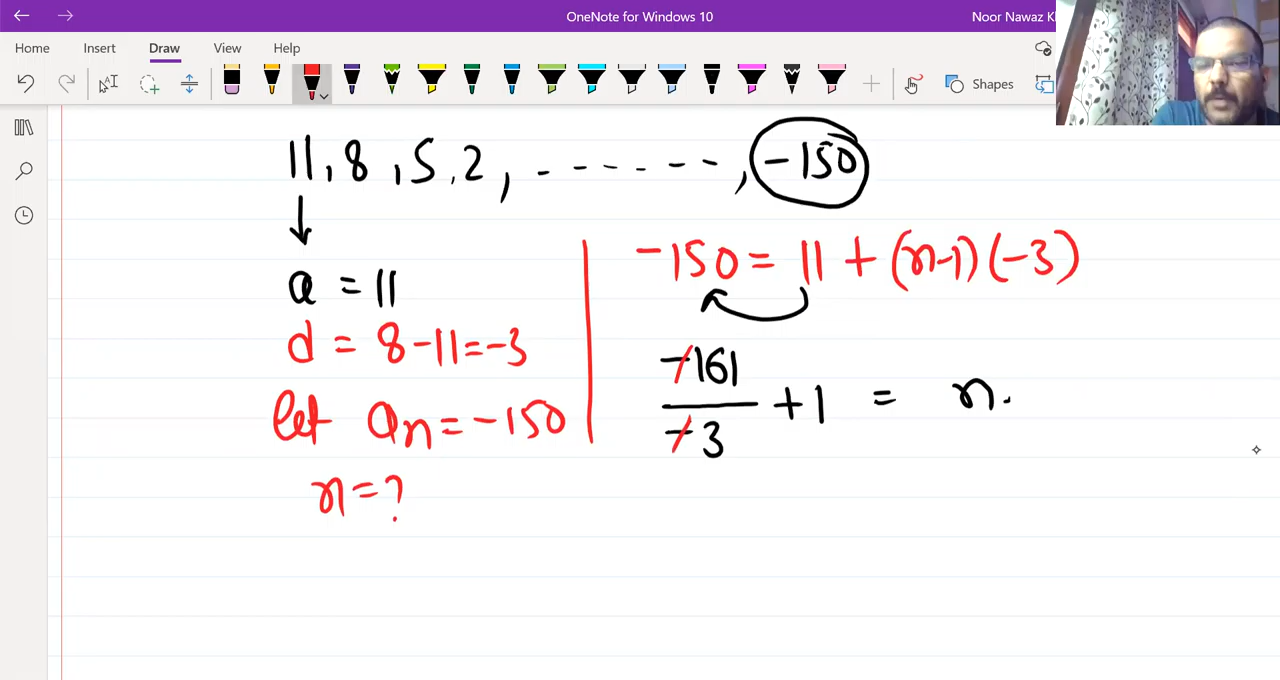 OneNote for Windows 10
Noor Nawaz Kh
Home Insert Draw View Help
Shapes
11, 8, 5, 2, ......., -150
a = 11
d = 8 - 11 = -3
let an = -150
n = ?
-150 = 11 + (n-1)(-3)
-161
-3
+ 1 = n.